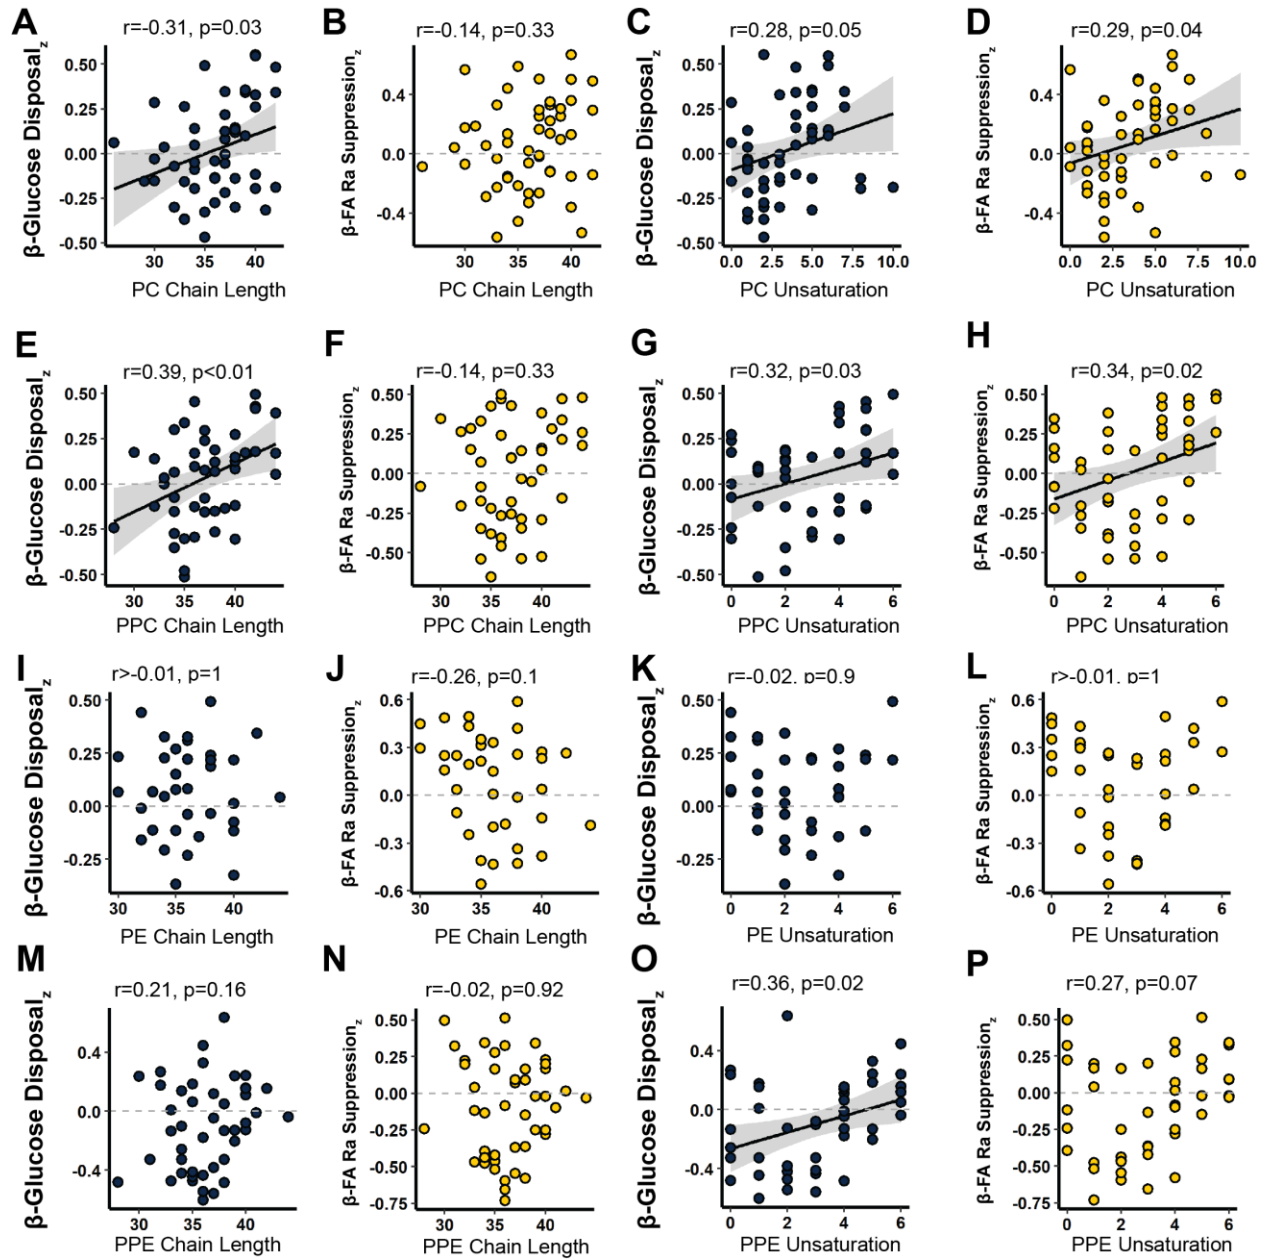 A
r=-0.31, p=0.03
β-Glucose Disposal_z
0.50
0.25
0.00
-0.25
-0.50
30 35 40
PC Chain Length
B
r=-0.14, p=0.33
β-FA Ra Suppression_z
0.4
0.0
-0.4
30 35 40
PC Chain Length
C
r=0.28, p=0.05
β-Glucose Disposal_z
0.50
0.25
0.00
-0.25
-0.50
0.0 2.5 5.0 7.5 10.0
PC Unsaturation
D
r=0.29, p=0.04
β-FA Ra Suppression_z
0.4
0.0
-0.4
0.0 2.5 5.0 7.5 10.0
PC Unsaturation
E
r=0.39, p<0.01
β-Glucose Disposal_z
0.50
0.25
0.00
-0.25
-0.50
30 35 40
PPC Chain Length
F
r=-0.14, p=0.33
β-FA Ra Suppression_z
0.50
0.25
0.00
-0.25
-0.50
30 35 40
PPC Chain Length
G
r=0.32, p=0.03
β-Glucose Disposal_z
0.50
0.25
0.00
-0.25
-0.50
0 2 4 6
PPC Unsaturation
H
r=0.34, p=0.02
β-FA Ra Suppression_z
0.50
0.25
0.00
-0.25
-0.50
0 2 4 6
PPC Unsaturation
I
r>-0.01, p=1
β-Glucose Disposal_z
0.50
0.25
0.00
-0.25
30 35 40
PE Chain Length
J
r=-0.26, p=0.1
β-FA Ra Suppression_z
0.6
0.3
0.0
-0.3
-0.6
30 35 40
PE Chain Length
K
r=-0.02, p=0.9
β-Glucose Disposal_z
0.50
0.25
0.00
-0.25
0 2 4 6
PE Unsaturation
L
r>-0.01, p=1
β-FA Ra Suppression_z
0.6
0.3
0.0
-0.3
-0.6
0 2 4 6
PE Unsaturation
M
r=0.21, p=0.16
β-Glucose Disposal_z
0.4
0.0
-0.4
30 35 40
PPE Chain Length
N
r=-0.02, p=0.92
β-FA Ra Suppression_z
0.50
0.25
0.00
-0.25
-0.50
-0.75
30 35 40
PPE Chain Length
O
r=0.36, p=0.02
β-Glucose Disposal_z
0.4
0.0
-0.4
0 2 4 6
PPE Unsaturation
P
r=0.27, p=0.07
β-FA Ra Suppression_z
0.50
0.25
0.00
-0.25
-0.50
-0.75
0 2 4 6
PPE Unsaturation